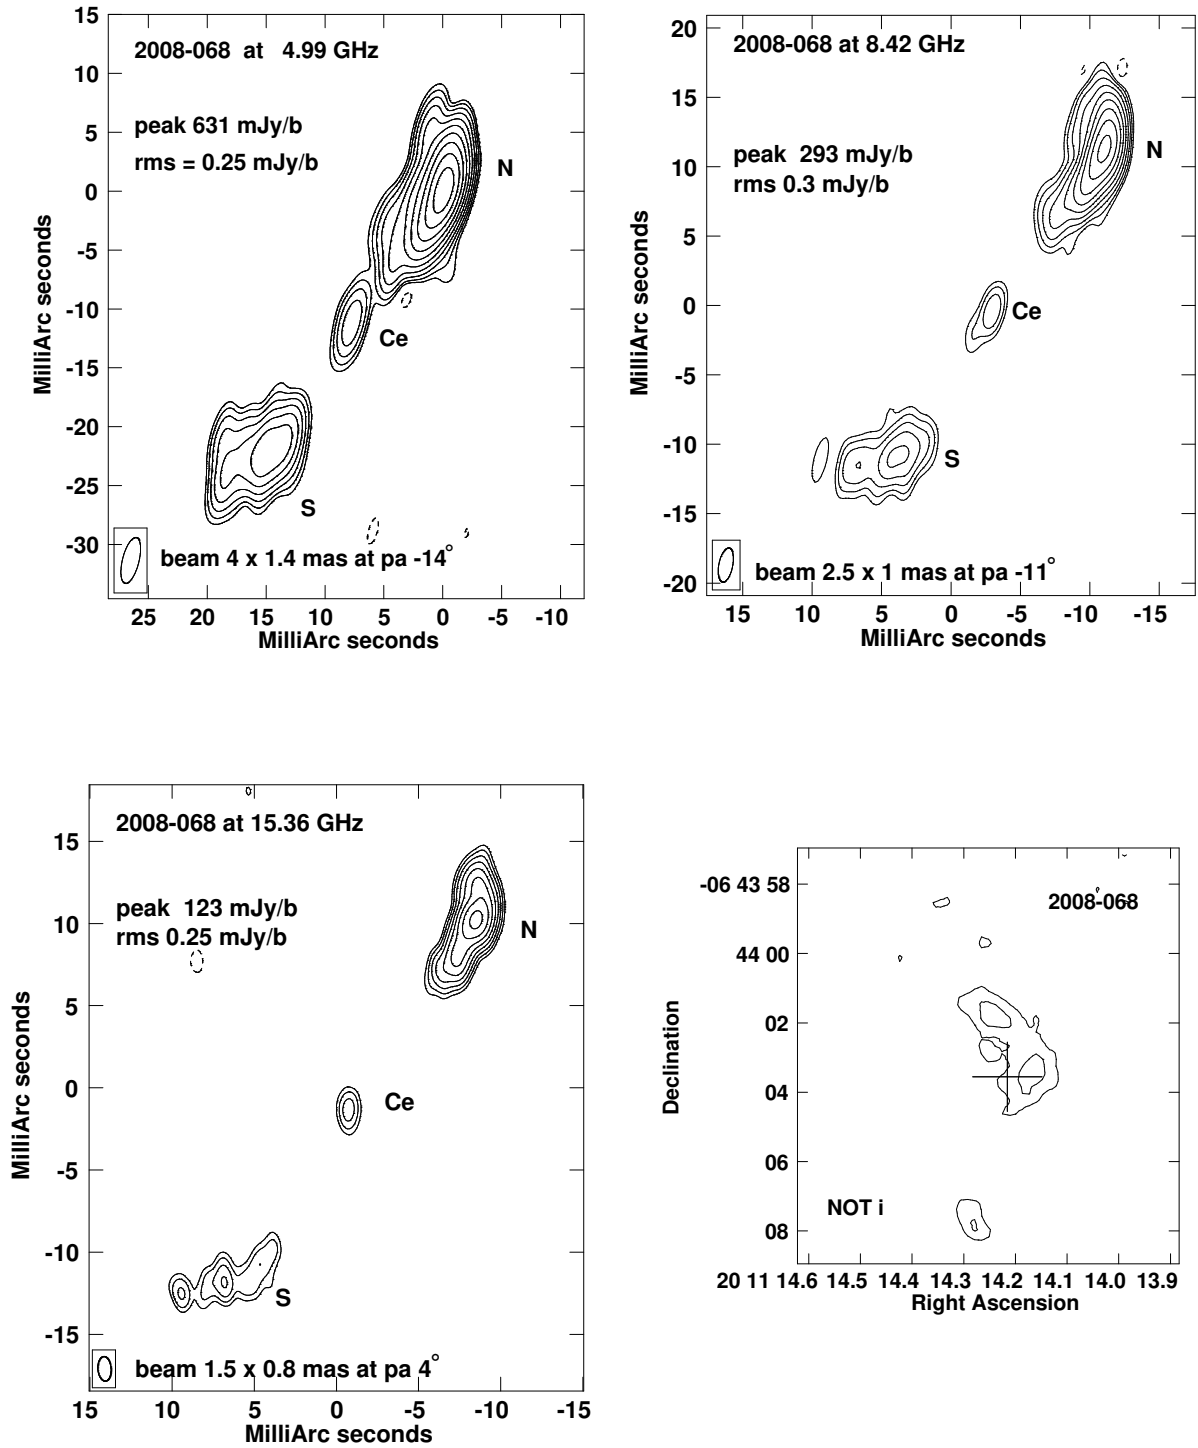 2008-068 at 4.99 GHz
peak 631 mJy/b
rms = 0.25 mJy/b
N
Ce
S
beam 4 x 1.4 mas at pa -14°
15
10
5
0
-5
-10
-15
-20
-25
-30
MilliArc seconds
25 20 15 10 5 0 -5 -10
MilliArc seconds
2008-068 at 8.42 GHz
peak 293 mJy/b
rms 0.3 mJy/b
N
Ce
S
beam 2.5 x 1 mas at pa -11°
20
15
10
5
0
-5
-10
-15
-20
MilliArc seconds
15 10 5 0 -5 -10 -15
MilliArc seconds
2008-068 at 15.36 GHz
peak 123 mJy/b
rms 0.25 mJy/b
N
Ce
S
beam 1.5 x 0.8 mas at pa 4°
15
10
5
0
-5
-10
-15
MilliArc seconds
15 10 5 0 -5 -10 -15
MilliArc seconds
2008-068
NOT i
-06 43 58
44 00
02
04
06
08
Declination
20 11 14.6 14.5 14.4 14.3 14.2 14.1 14.0 13.9
Right Ascension